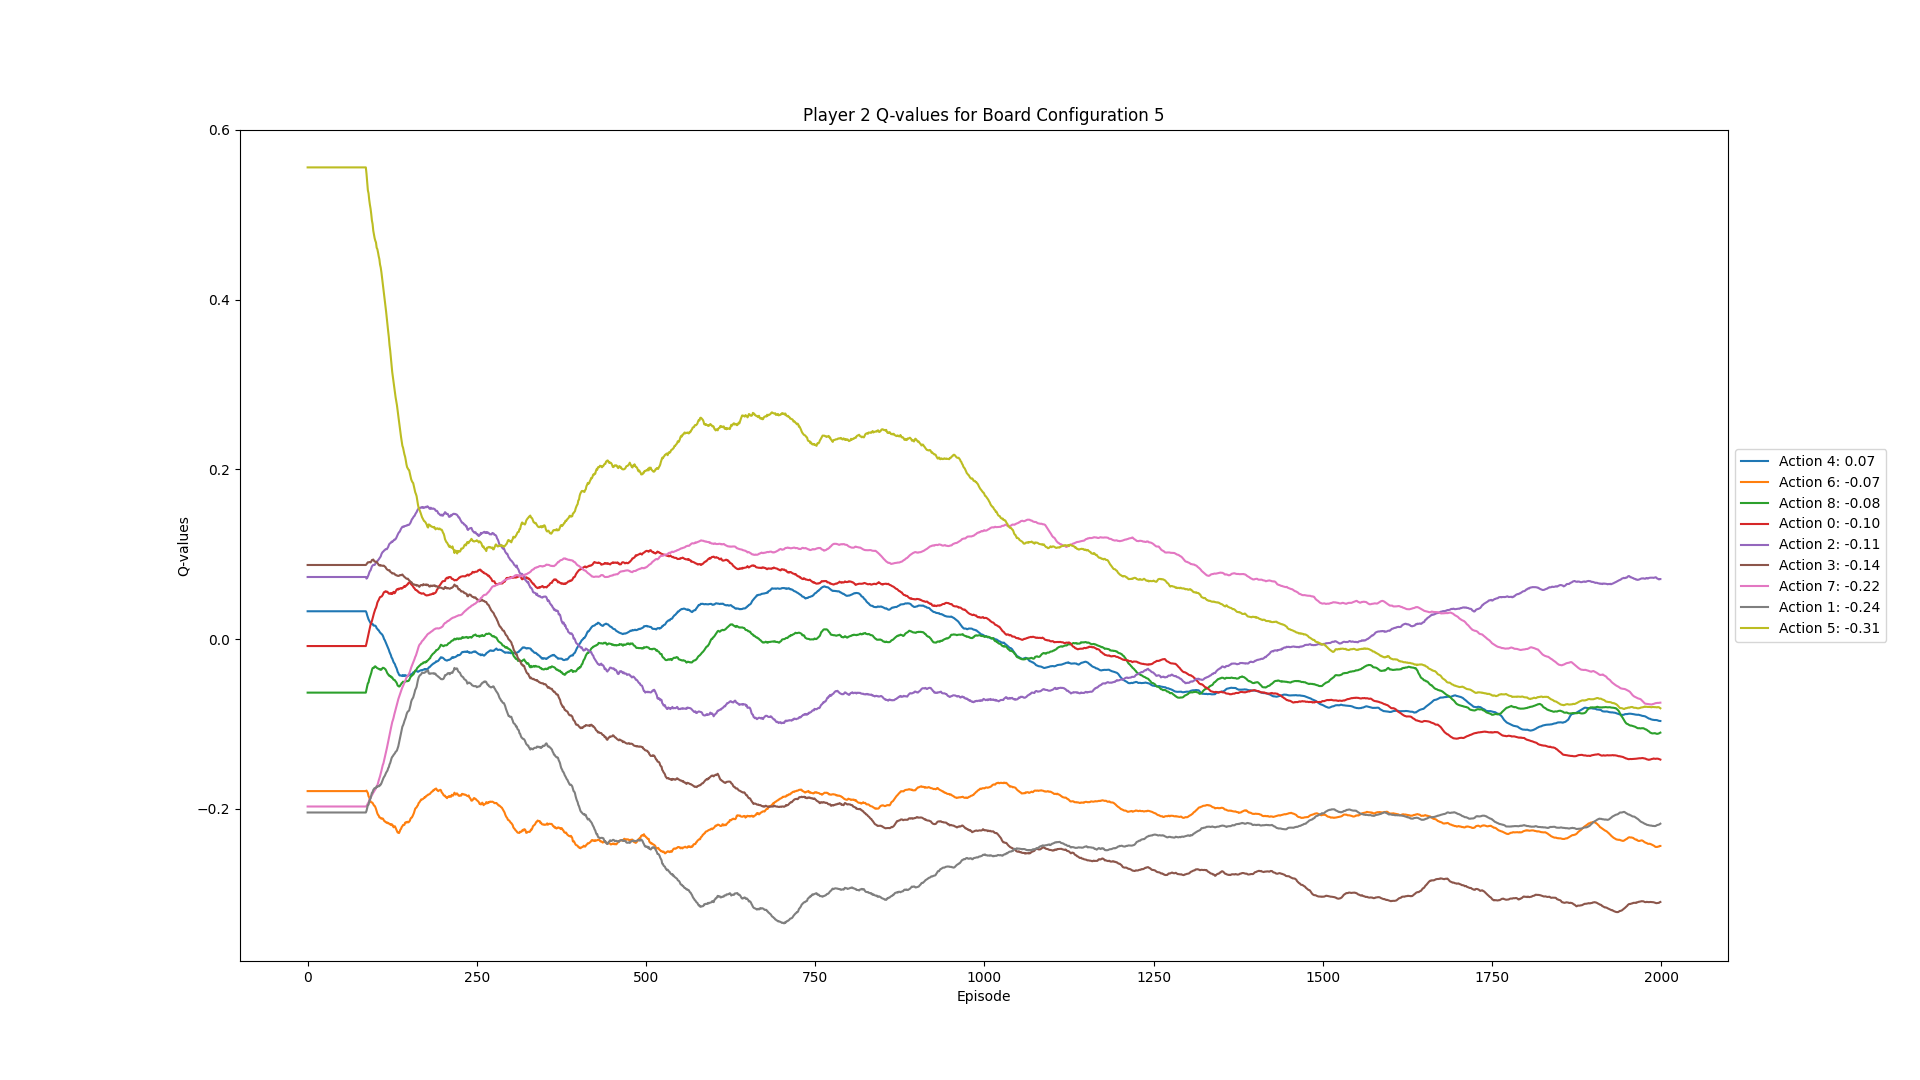 Player 2 Q-values for Board Configuration 5
0.6
0.4
0.2
0.0
−0.2
Q-values
0
250
500
750
1000
1250
1500
1750
2000
Episode
Action 4: 0.07
Action 6: -0.07
Action 8: -0.08
Action 0: -0.10
Action 2: -0.11
Action 3: -0.14
Action 7: -0.22
Action 1: -0.24
Action 5: -0.31